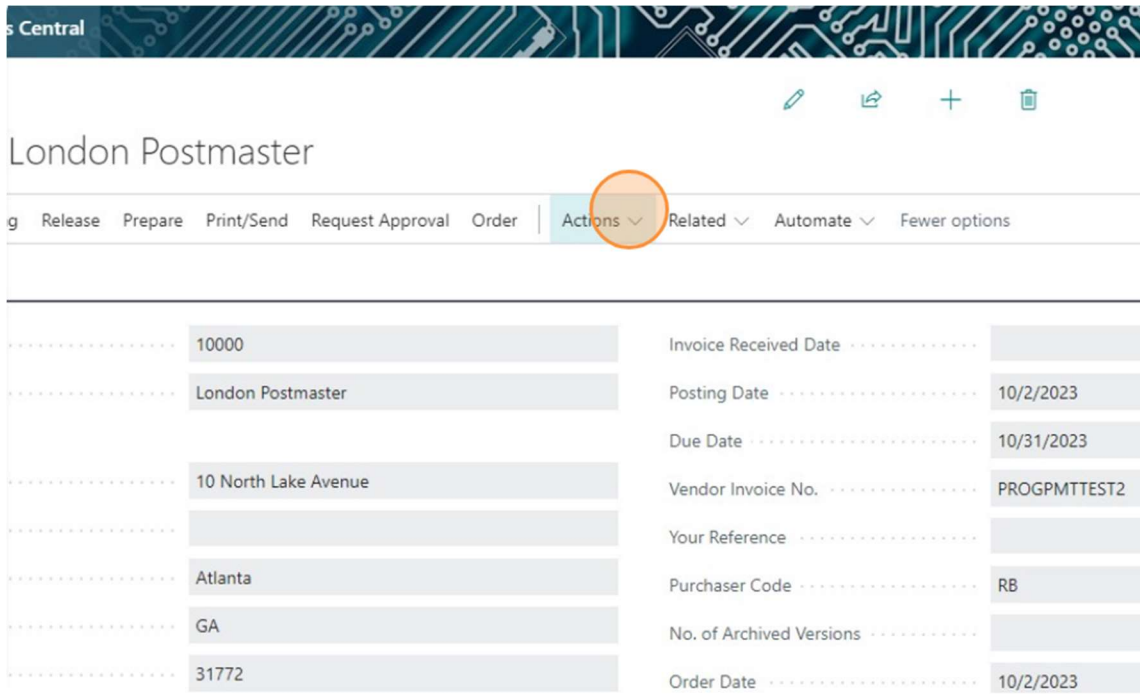 s Central
London Postmaster
g Release Prepare Print/Send Request Approval Order Actions Related Automate Fewer options
10000 Invoice Received Date
London Postmaster Posting Date 10/2/2023
Due Date 10/31/2023
10 North Lake Avenue Vendor Invoice No. PROGPMTTEST2
Your Reference
Atlanta Purchaser Code RB
GA No. of Archived Versions
31772 Order Date 10/2/2023